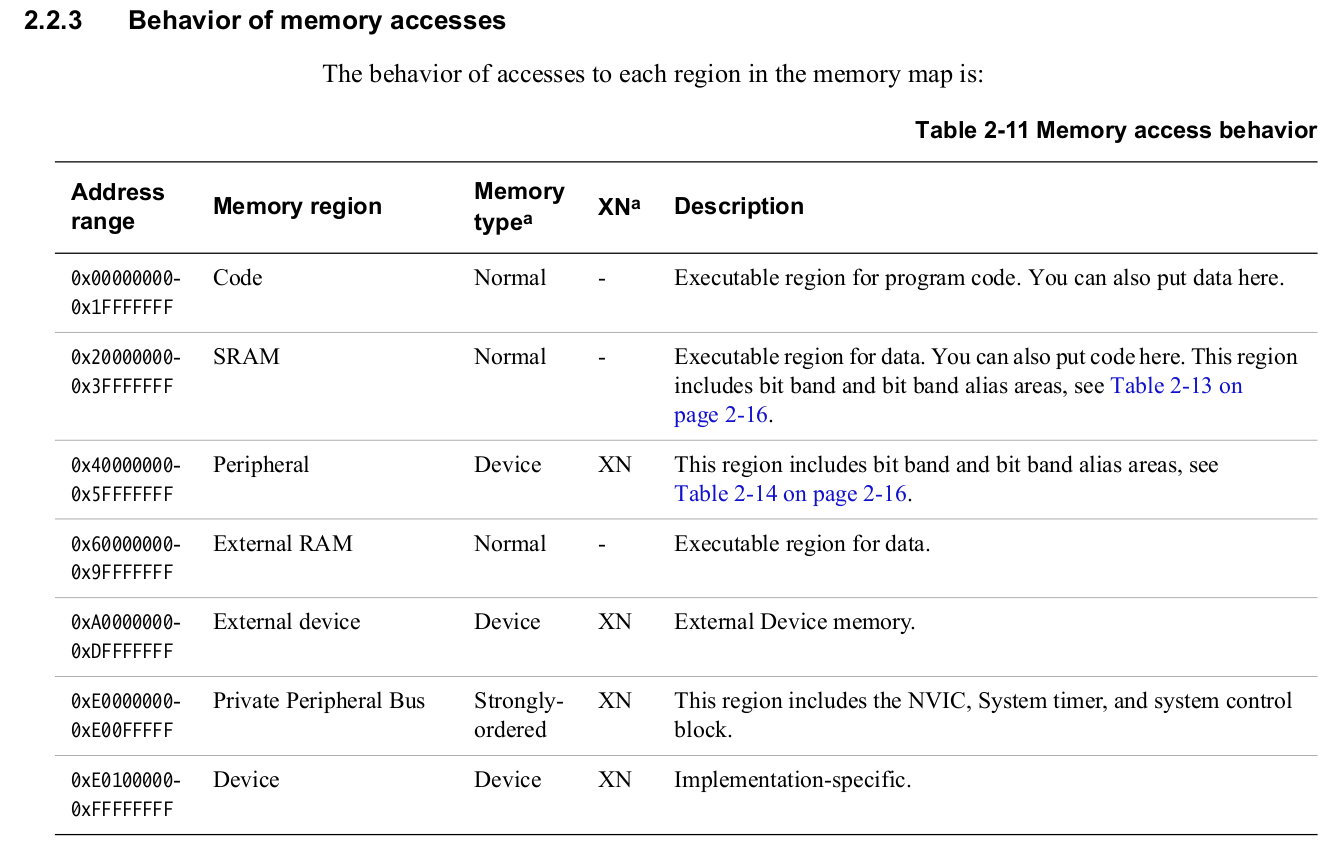 2.2.3 Behavior of memory accesses
The behavior of accesses to each region in the memory map is:
Table 2-11 Memory access behavior
Address range Memory region Memory typea XNa Description
0x00000000- Code Normal - Executable region for program code. You can also put data here.
0x1FFFFFFF
0x20000000- SRAM Normal - Executable region for data. You can also put code here. This region
0x3FFFFFFF includes bit band and bit band alias areas, see Table 2-13 on
page 2-16.
0x40000000- Peripheral Device XN This region includes bit band and bit band alias areas, see
0x5FFFFFFF Table 2-14 on page 2-16.
0x60000000- External RAM Normal - Executable region for data.
0x9FFFFFFF
0xA0000000- External device Device XN External Device memory.
0xDFFFFFFF
0xE0000000- Private Peripheral Bus Strongly- XN This region includes the NVIC, System timer, and system control
0xE00FFFFF ordered block.
0xE0100000- Device Device XN Implementation-specific.
0xFFFFFFFF